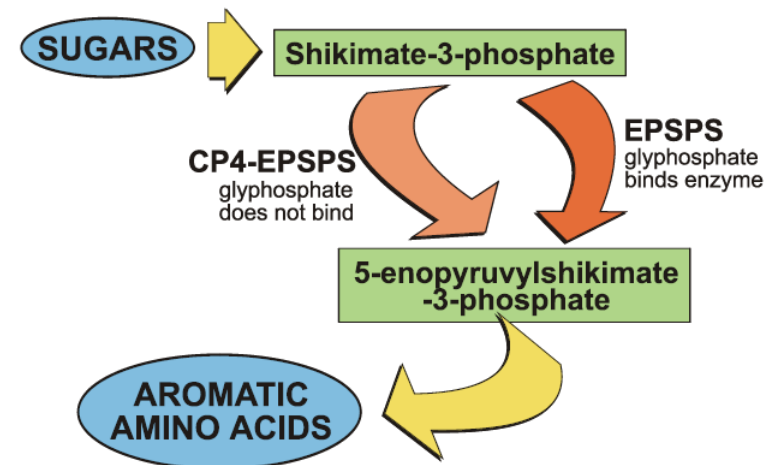 SUGARS
Shikimate-3-phosphate
CP4-EPSPS
glyphosphate
does not bind
EPSPS
glyphosphate
binds enzyme
5-enopyruvylshikimate
-3-phosphate
AROMATIC
AMINO ACIDS